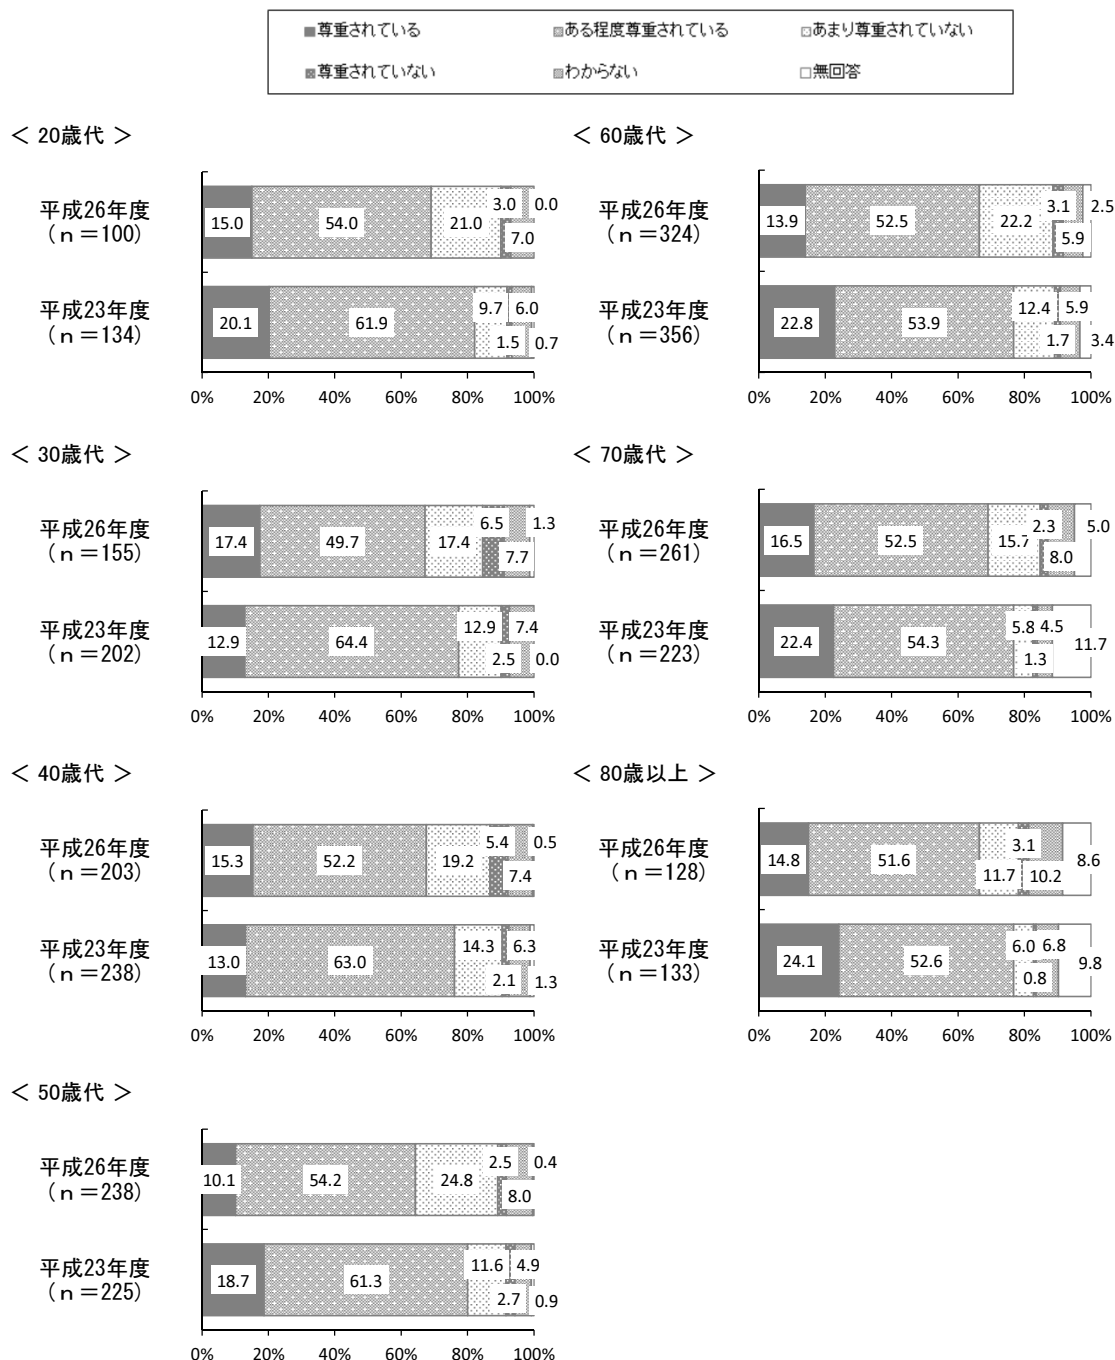 ■尊重されている ▩ある程度尊重されている ▩あまり尊重されていない
▩尊重されていない ▩わからない □無回答
＜ 20歳代 ＞
平成26年度
（ｎ＝100）
15.0 54.0 21.0 3.0 7.0 0.0
平成23年度
（ｎ＝134）
20.1 61.9 9.7 1.5 6.0 0.7
0% 20% 40% 60% 80% 100%
＜ 30歳代 ＞
平成26年度
（ｎ＝155）
17.4 49.7 17.4 6.5 7.7 1.3
平成23年度
（ｎ＝202）
12.9 64.4 12.9 2.5 7.4 0.0
0% 20% 40% 60% 80% 100%
＜ 40歳代 ＞
平成26年度
（ｎ＝203）
15.3 52.2 19.2 5.4 7.4 0.5
平成23年度
（ｎ＝238）
13.0 63.0 14.3 2.1 6.3 1.3
0% 20% 40% 60% 80% 100%
＜ 50歳代 ＞
平成26年度
（ｎ＝238）
10.1 54.2 24.8 2.5 8.0 0.4
平成23年度
（ｎ＝225）
18.7 61.3 11.6 2.7 4.9 0.9
0% 20% 40% 60% 80% 100%
＜ 60歳代 ＞
平成26年度
（ｎ＝324）
13.9 52.5 22.2 3.1 5.9 2.5
平成23年度
（ｎ＝356）
22.8 53.9 12.4 1.7 5.9 3.4
0% 20% 40% 60% 80% 100%
＜ 70歳代 ＞
平成26年度
（ｎ＝261）
16.5 52.5 15.7 2.3 8.0 5.0
平成23年度
（ｎ＝223）
22.4 54.3 5.8 1.3 4.5 11.7
0% 20% 40% 60% 80% 100%
＜ 80歳以上 ＞
平成26年度
（ｎ＝128）
14.8 51.6 11.7 3.1 10.2 8.6
平成23年度
（ｎ＝133）
24.1 52.6 6.0 0.8 6.8 9.8
0% 20% 40% 60% 80% 100%